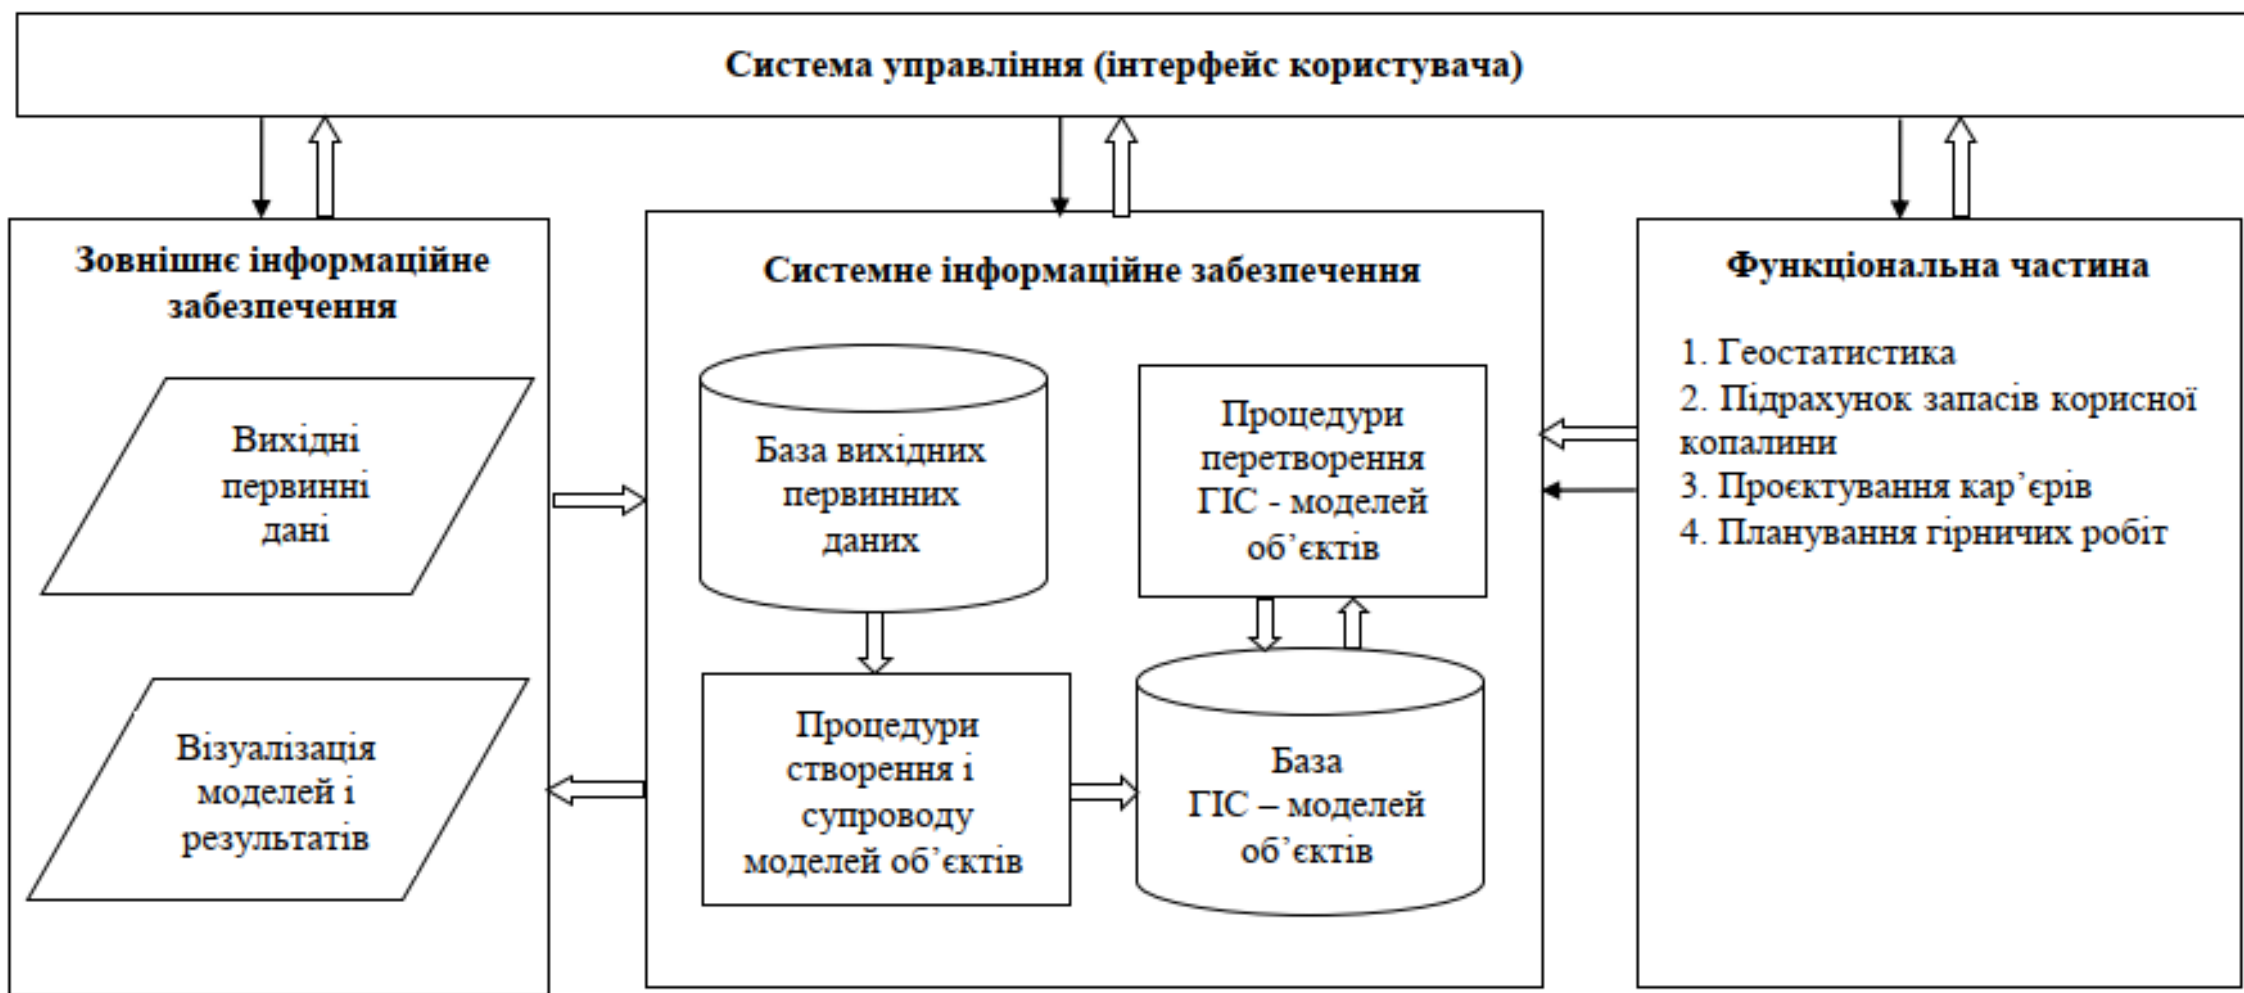 Система управління (інтерфейс користувача)
Зовнішнє інформаційне
забезпечення
Вихідні
первинні
дані
Візуалізація
моделей і
результатів
Системне інформаційне забезпечення
База вихідних
первинних
даних
Процедури
створення і
супроводу
моделей об’єктів
Процедури
перетворення
ГІС - моделей
об’єктів
База
ГІС – моделей
об’єктів
Функціональна частина
1. Геостатистика
2. Підрахунок запасів корисної
копалини
3. Проєктування кар’єрів
4. Планування гірничих робіт